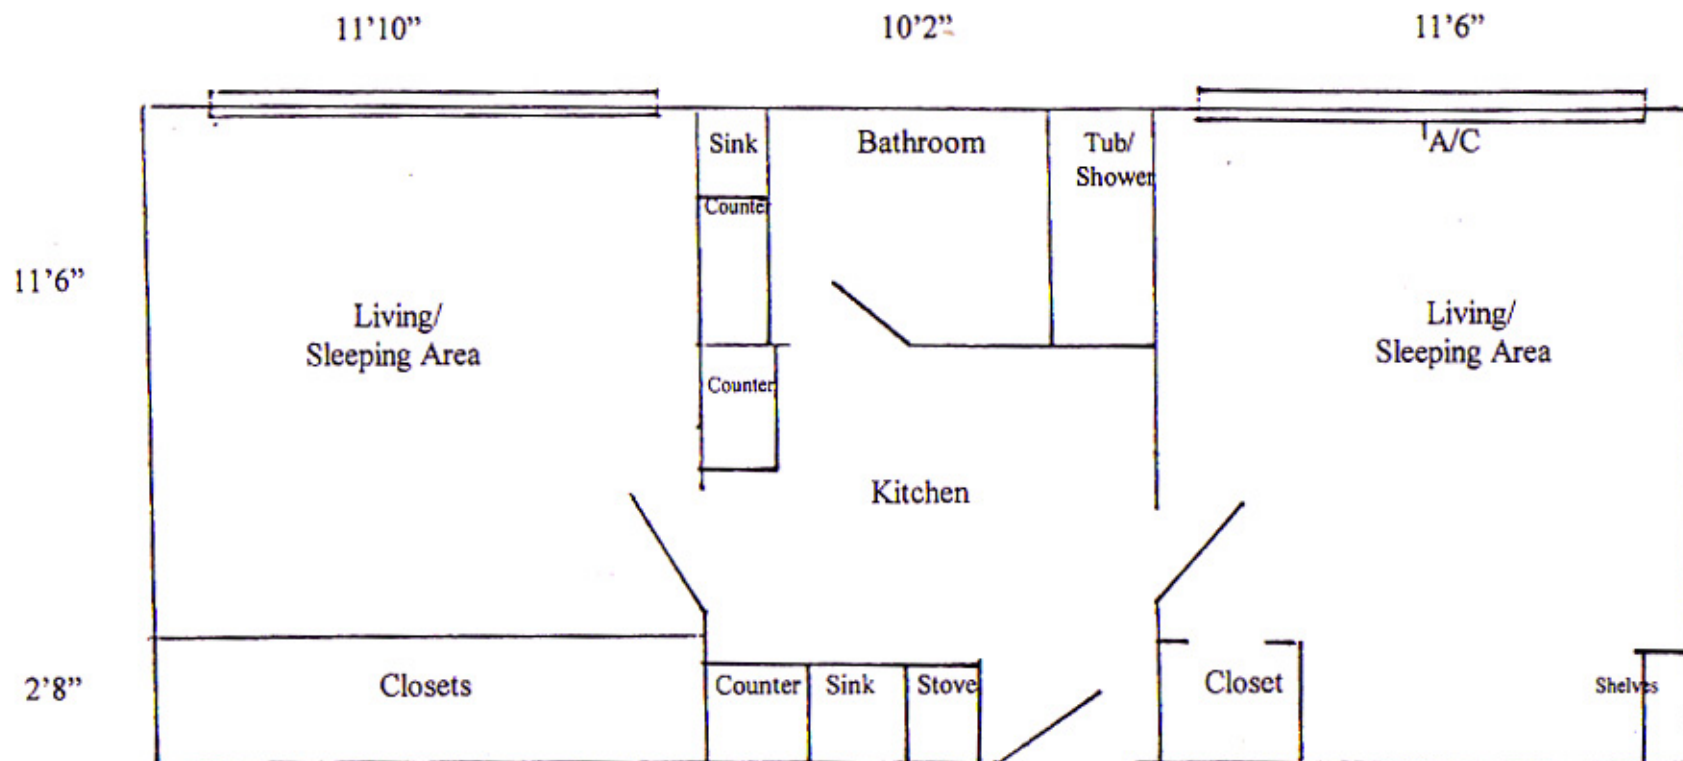 11’10”
10’2”
11’6”
Sink
Bathroom
Tub/
Shower
A/C
Counter
11’6”
Living/
Sleeping Area
Living/
Sleeping Area
Counter
Kitchen
2’8”
Closets
Counter
Sink
Stove
Closet
Shelves